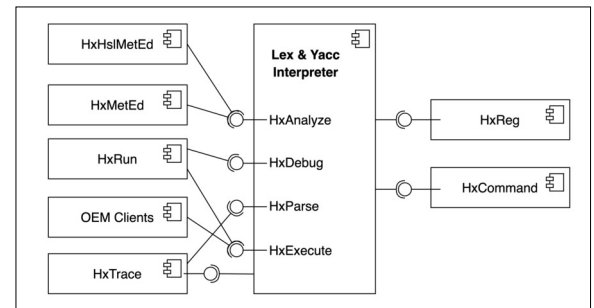 HxHslMetEd
HxMetEd
HxRun
OEM Clients
HxTrace
Lex & Yacc
Interpreter
HxAnalyze
HxDebug
HxParse
HxExecute
HxReg
HxCommand